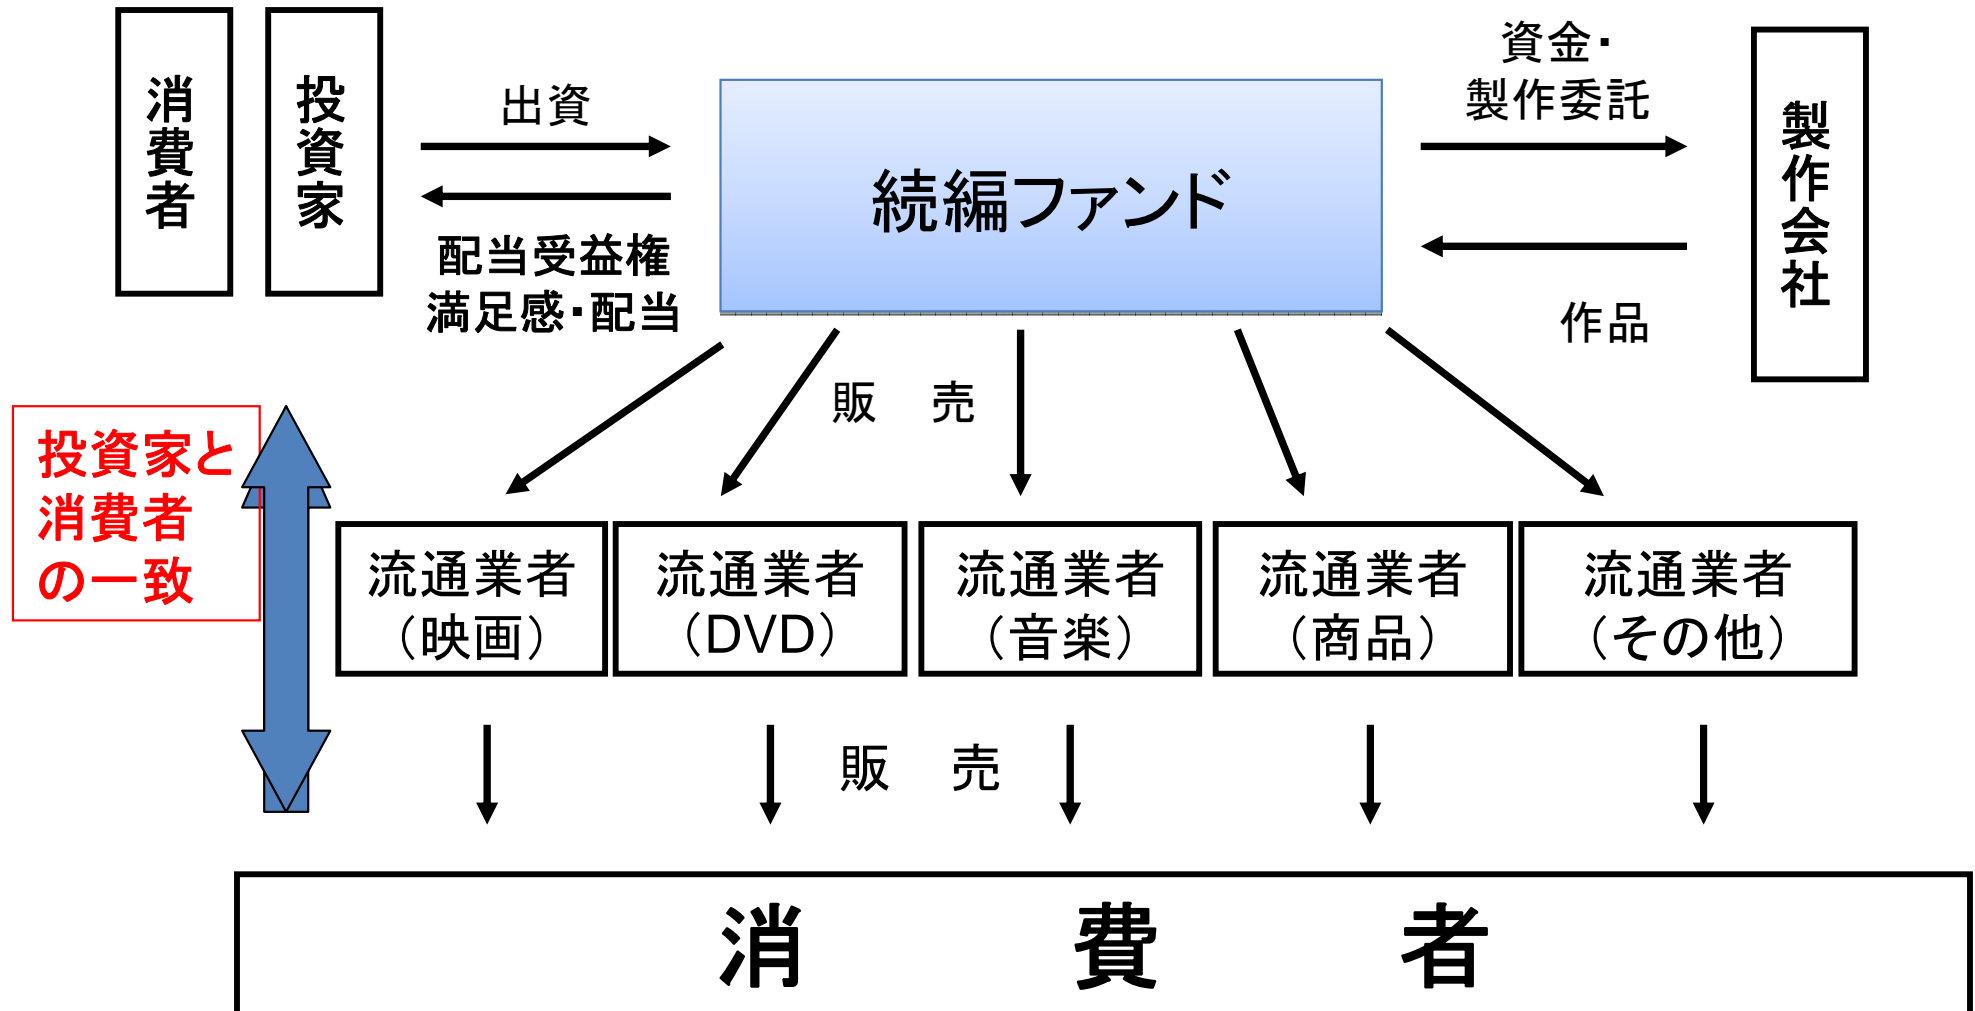 消費者
投資家
出資
配当受益権
満足感・配当
続編ファンド
資金・
製作委託
作品
製作会社
販　売
投資家と
消費者
の一致
流通業者
（映画）
流通業者
（DVD）
流通業者
（音楽）
流通業者
（商品）
流通業者
（その他）
販　売
消　費　者